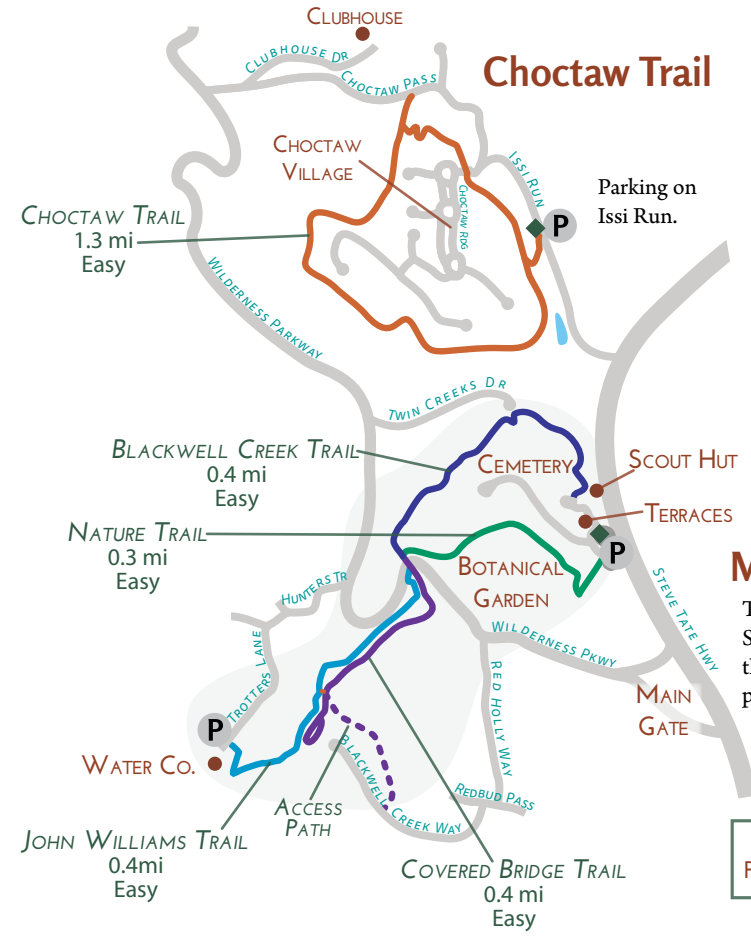 Clubhouse
Clubhouse Dr
Choctaw Pass
Choctaw Trail
Choctaw
Village
Issi Run
Choctaw Rdg
P
Parking on
Issi Run.
Choctaw Trail
1.3 mi
Easy
Wilderness Parkway
Twin Creeks Dr
Blackwell Creek Trail
0.4 mi
Easy
Cemetery
Scout Hut
Terraces
Nature Trail
0.3 mi
Easy
P
Botanical
Garden
Hunters Tr
Steve Tate Hwy
Wilderness Pkwy
Trotters Lane
Red Holly Way
Main
Gate
P
Water Co.
Blackwell Creek Way
Redbud Pass
Access
Path
John Williams Trail
0.4mi
Easy
Covered Bridge Trail
0.4 mi
Easy